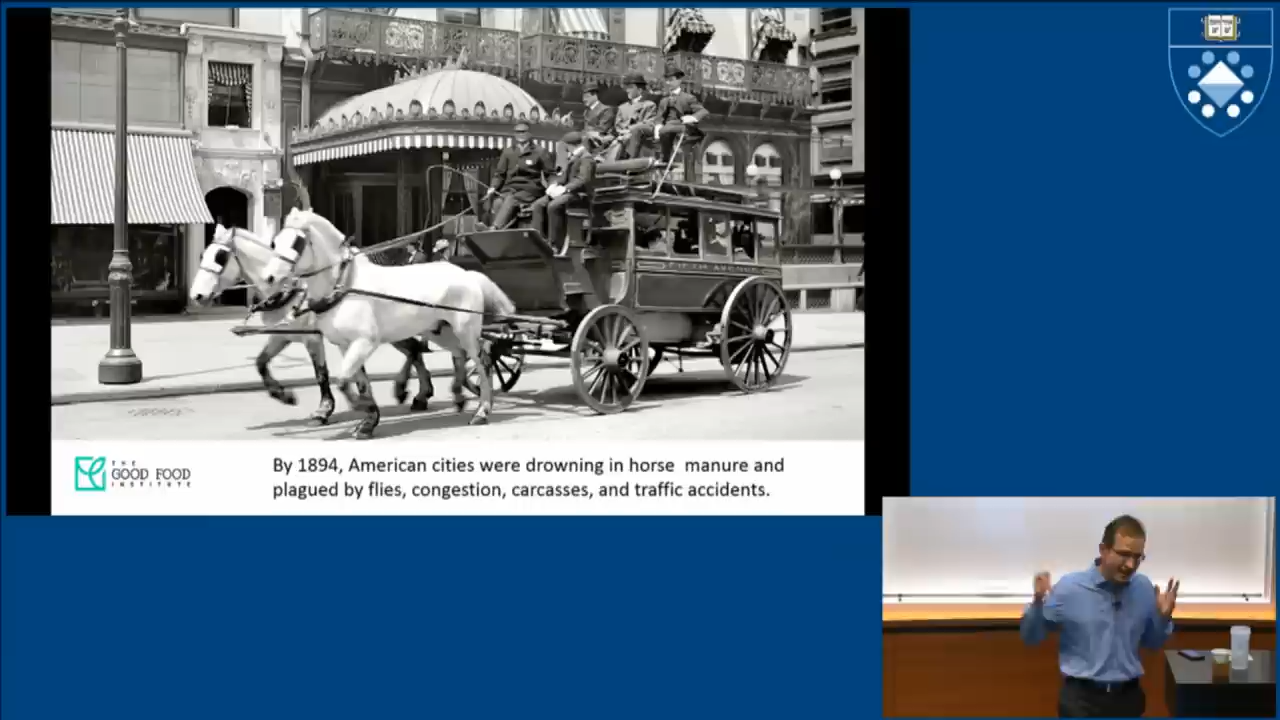 FIFTH AVENUE
THE
GOOD FOOD
INSTITUTE
By 1894, American cities were drowning in horse  manure and
plagued by flies, congestion, carcasses, and traffic accidents.